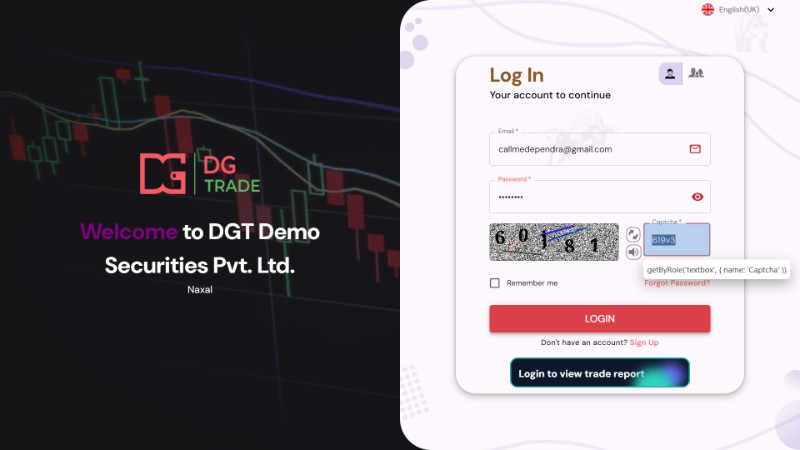 English(UK)
DG
TRADE
Welcome to DGT Demo
Securities Pvt. Ltd.
Naxal
Log In
Your account to continue
Email *
callmedependra@gmail.com
Password *
Captcha *
619v3
getByRole('textbox', { name: 'Captcha' })
Remember me
Forgot Password?
LOGIN
Don't have an account? Sign Up
Login to view trade report